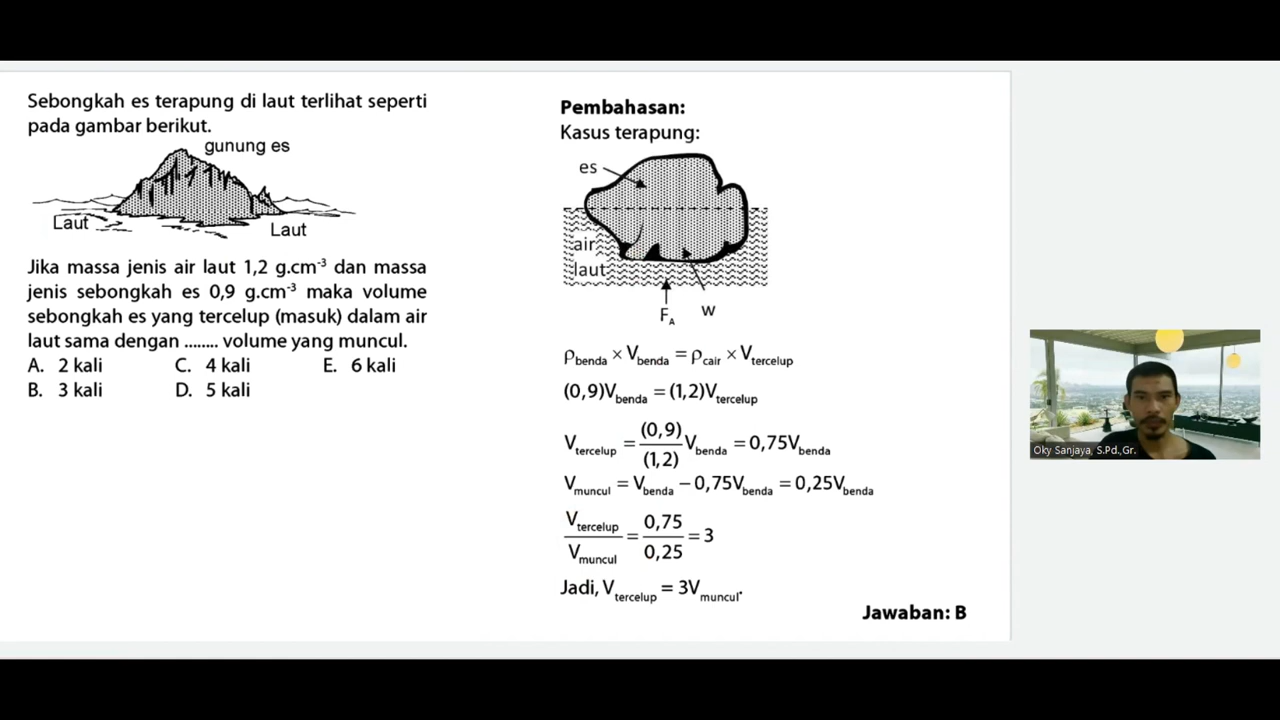 Sebongkah es terapung di laut terlihat seperti
pada gambar berikut.
gunung es
Laut
Laut
Jika massa jenis air laut 1,2 g.cm⁻³ dan massa
jenis sebongkah es 0,9 g.cm⁻³ maka volume
sebongkah es yang tercelup (masuk) dalam air
laut sama dengan ........ volume yang muncul.
A. 2 kali C. 4 kali E. 6 kali
B. 3 kali D. 5 kali
Pembahasan:
Kasus terapung:
es
air
laut
F_A w
ρ_benda × V_benda = ρ_cair × V_tercelup
(0,9)V_benda = (1,2)V_tercelup
V_tercelup = (0,9)/(1,2) V_benda = 0,75V_benda
V_muncul = V_benda − 0,75V_benda = 0,25V_benda
V_tercelup/V_muncul = 0,75/0,25 = 3
Jadi, V_tercelup = 3V_muncul.
Jawaban: B
Oky Sanjaya, S.Pd.,Gr.